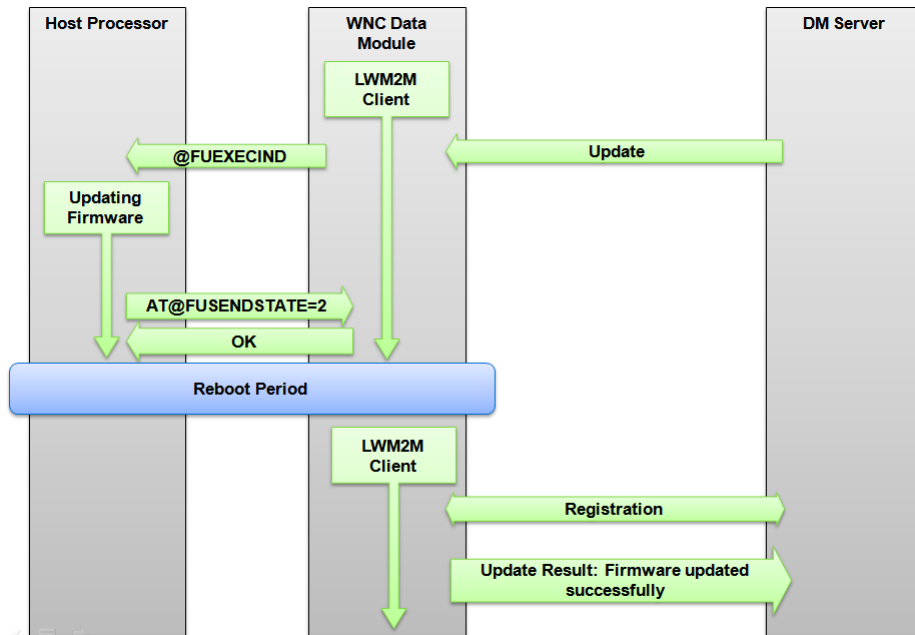 Host Processor
WNC Data
Module
DM Server
LWM2M
Client
@FUEXECIND
Update
Updating
Firmware
AT@FUSENDSTATE=2
OK
Reboot Period
LWM2M
Client
Registration
Update Result: Firmware updated
successfully